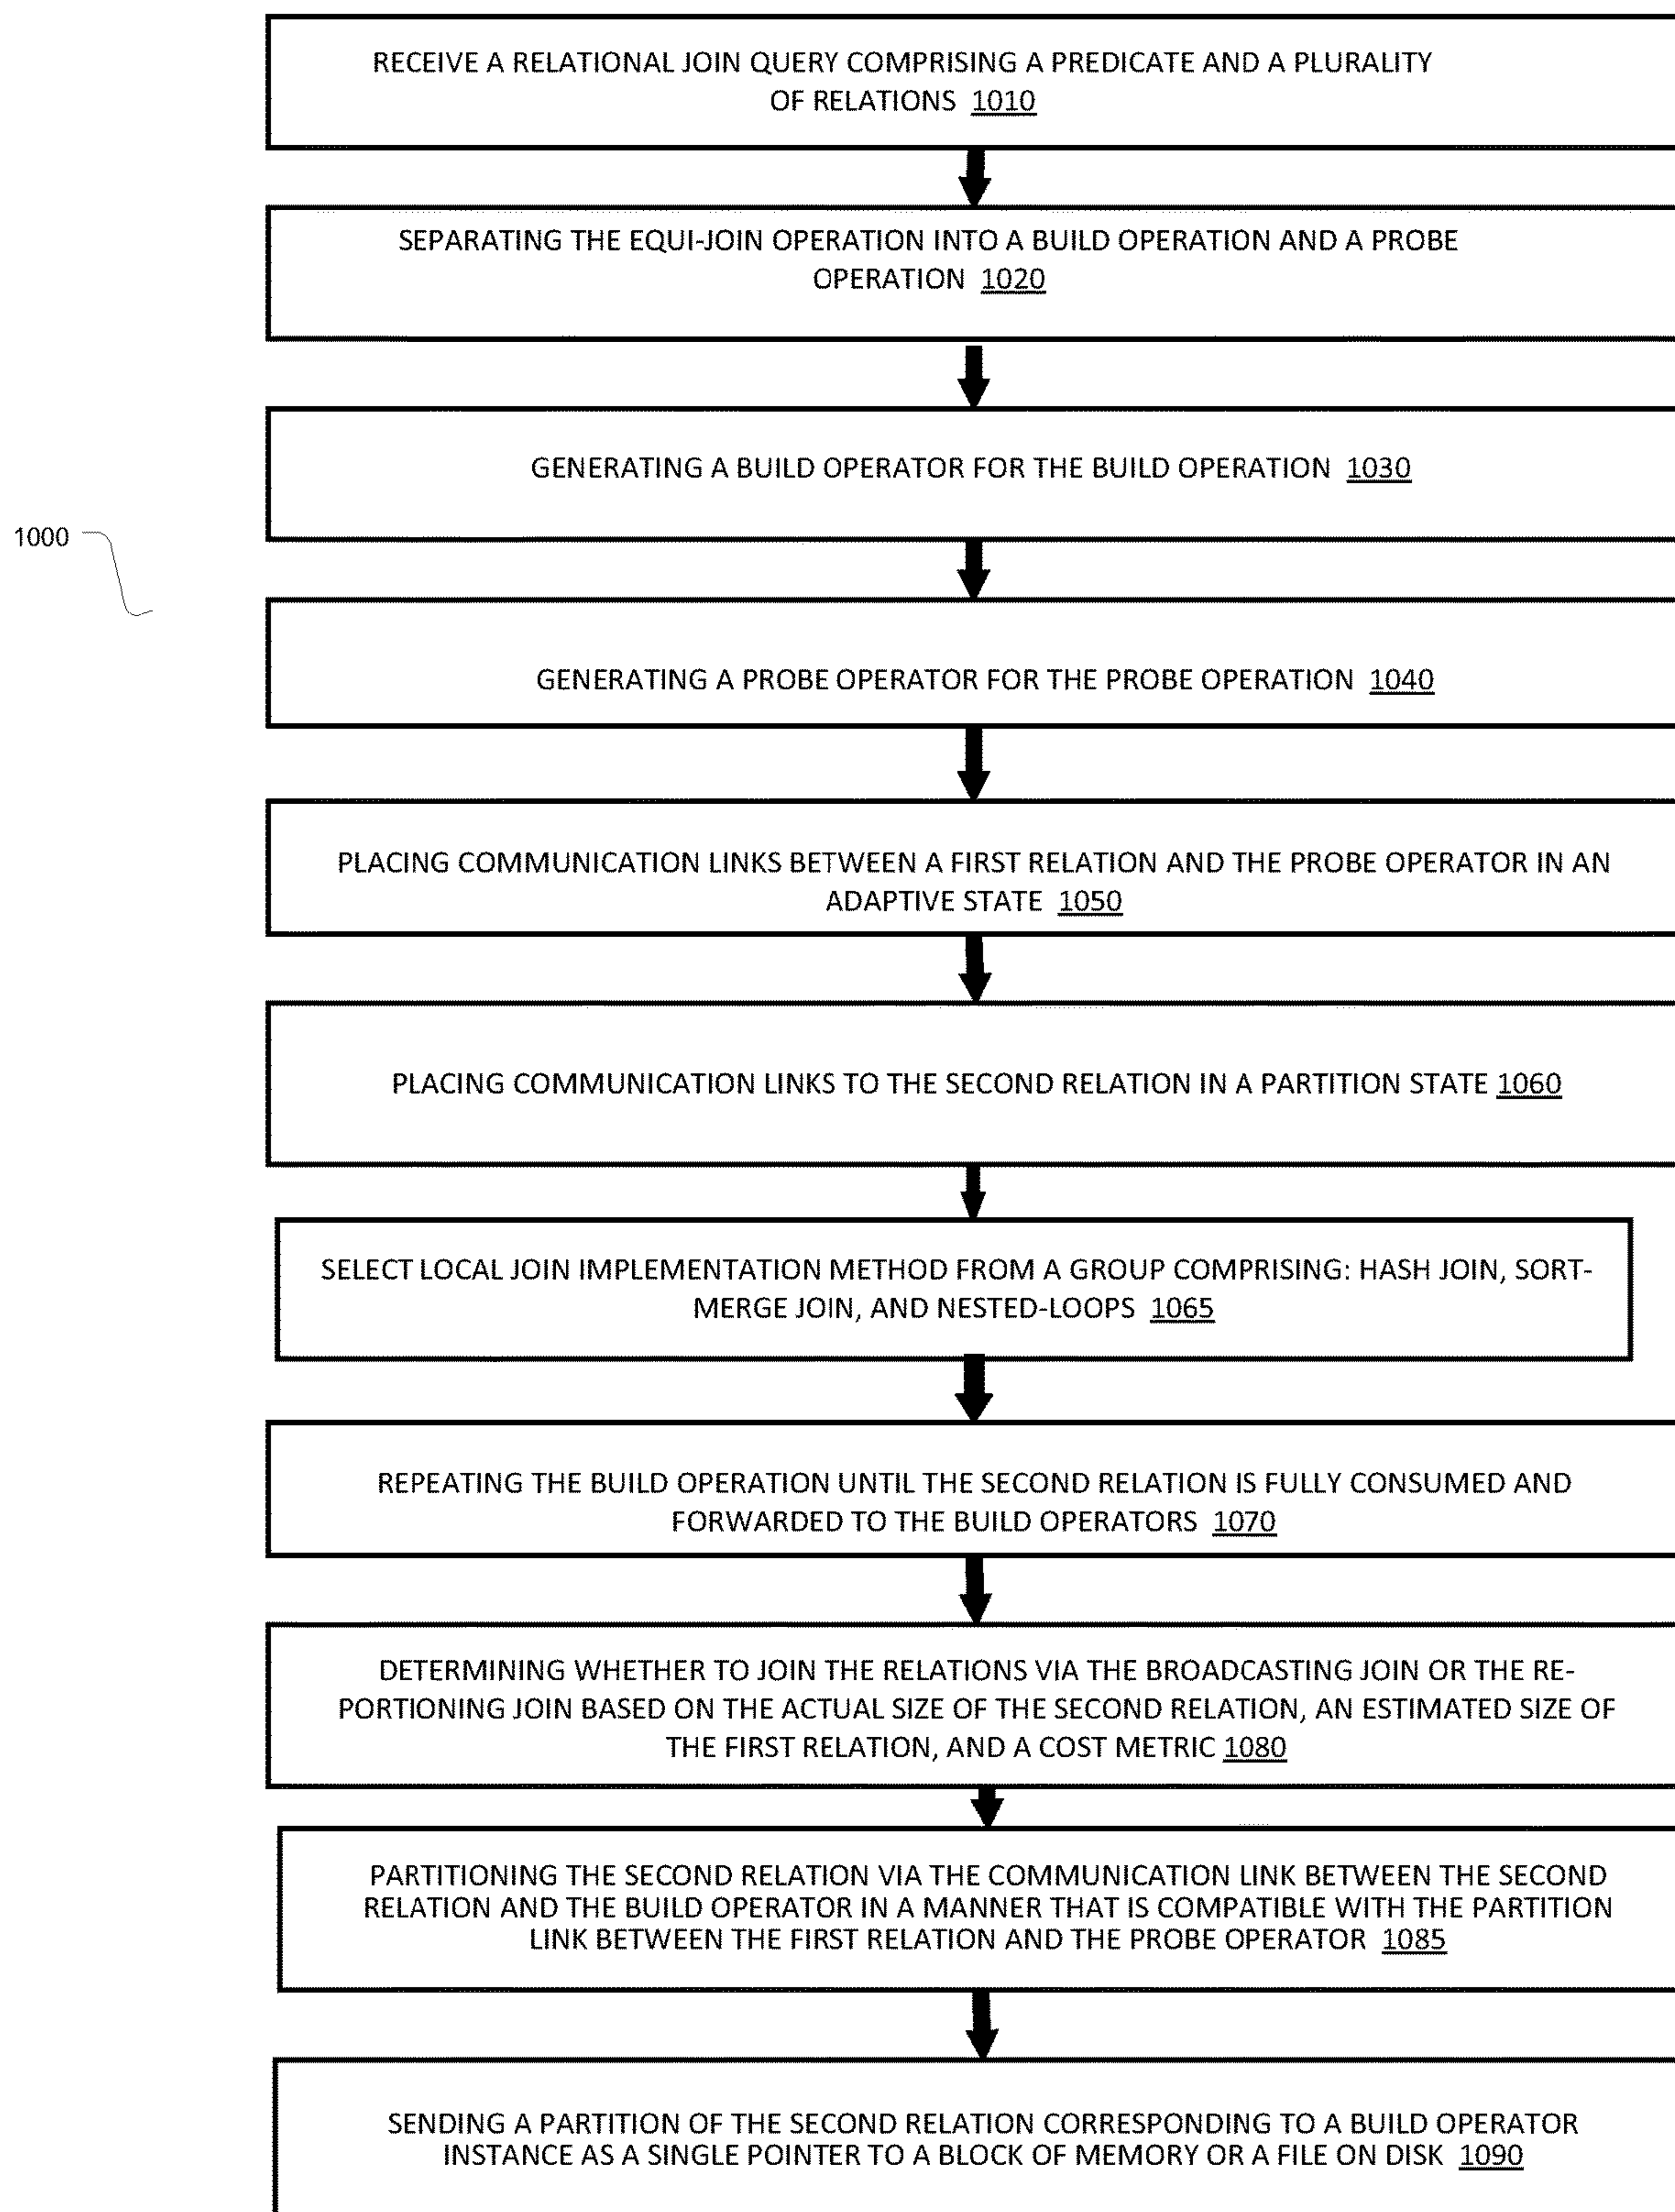 RECEIVE A RELATIONAL JOIN QUERY COMPRISING A PREDICATE AND A PLURALITY
OF RELATIONS 1010
SEPARATING THE EQUI-JOIN OPERATION INTO A BUILD OPERATION AND A PROBE
OPERATION 1020
GENERATING A BUILD OPERATOR FOR THE BUILD OPERATION 1030
1000
GENERATING A PROBE OPERATOR FOR THE PROBE OPERATION 1040
PLACING COMMUNICATION LINKS BETWEEN A FIRST RELATION AND THE PROBE OPERATOR IN AN
ADAPTIVE STATE 1050
PLACING COMMUNICATION LINKS TO THE SECOND RELATION IN A PARTITION STATE 1060
SELECT LOCAL JOIN IMPLEMENTATION METHOD FROM A GROUP COMPRISING: HASH JOIN, SORT-
MERGE JOIN, AND NESTED-LOOPS 1065
REPEATING THE BUILD OPERATION UNTIL THE SECOND RELATION IS FULLY CONSUMED AND
FORWARDED TO THE BUILD OPERATORS 1070
DETERMINING WHETHER TO JOIN THE RELATIONS VIA THE BROADCASTING JOIN OR THE RE-
PORTIONING JOIN BASED ON THE ACTUAL SIZE OF THE SECOND RELATION, AN ESTIMATED SIZE OF
THE FIRST RELATION, AND A COST METRIC 1080
PARTITIONING THE SECOND RELATION VIA THE COMMUNICATION LINK BETWEEN THE SECOND
RELATION AND THE BUILD OPERATOR IN A MANNER THAT IS COMPATIBLE WITH THE PARTITION
LINK BETWEEN THE FIRST RELATION AND THE PROBE OPERATOR 1085
SENDING A PARTITION OF THE SECOND RELATION CORRESPONDING TO A BUILD OPERATOR
INSTANCE AS A SINGLE POINTER TO A BLOCK OF MEMORY OR A FILE ON DISK 1090